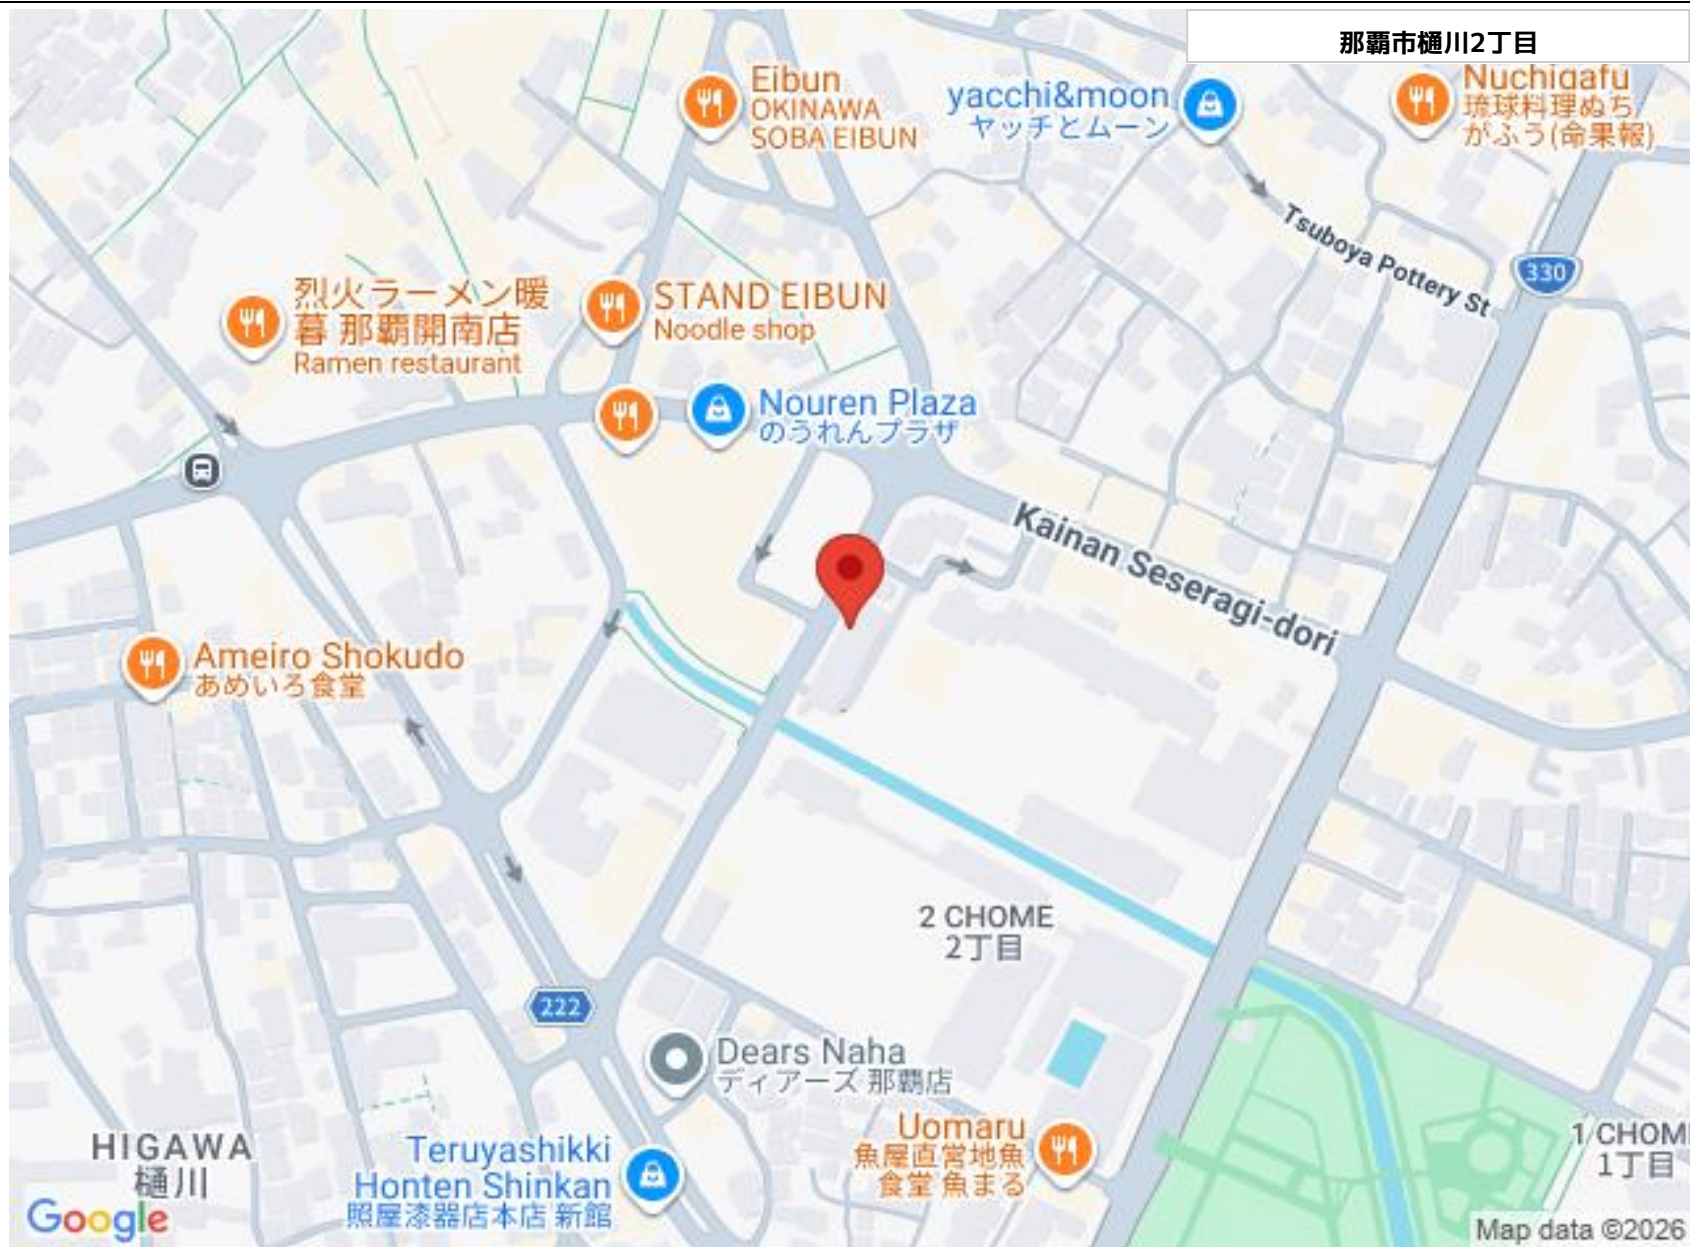 那覇市樋川2丁目
Eibun
OKINAWA
SOBA EIBUN
yacchi&moon
ヤッチとムーン
Nuchigafu
琉球料理ぬち
がふう(命果報)
Tsuboya Pottery St
330
烈火ラーメン暖
暮 那覇開南店
Ramen restaurant
STAND EIBUN
Noodle shop
Nouren Plaza
のうれんプラザ
Kainan Seseragi-dori
Ameiro Shokudo
あめいろ食堂
2 CHOME
2丁目
222
Dears Naha
ディアーズ 那覇店
Uomaru
魚屋直営地魚
食堂 魚まる
1 CHOM
1丁目
HIGAWA
樋川
Teruyashikki
Honten Shinkan
照屋漆器店本店 新館
Google
Map data ©2026